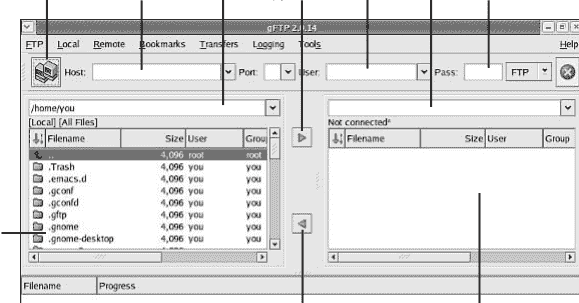 gFTP 2.0.14
FTP Local Remote Bookmarks Transfers Logging Tools Help
Host: Port: User: Pass: FTP
/home/you
[Local] [All Files] Not connected*
Filename Size User Group Filename Size User Group
.. 4,096 root root
.Trash 4,096 you you
.emacs.d 4,096 you you
.gconf 4,096 you you
.gconfd 4,096 you you
.gftp 4,096 you you
.gnome 4,096 you you
.gnome-desktop 4,096 you you
Filename Progress